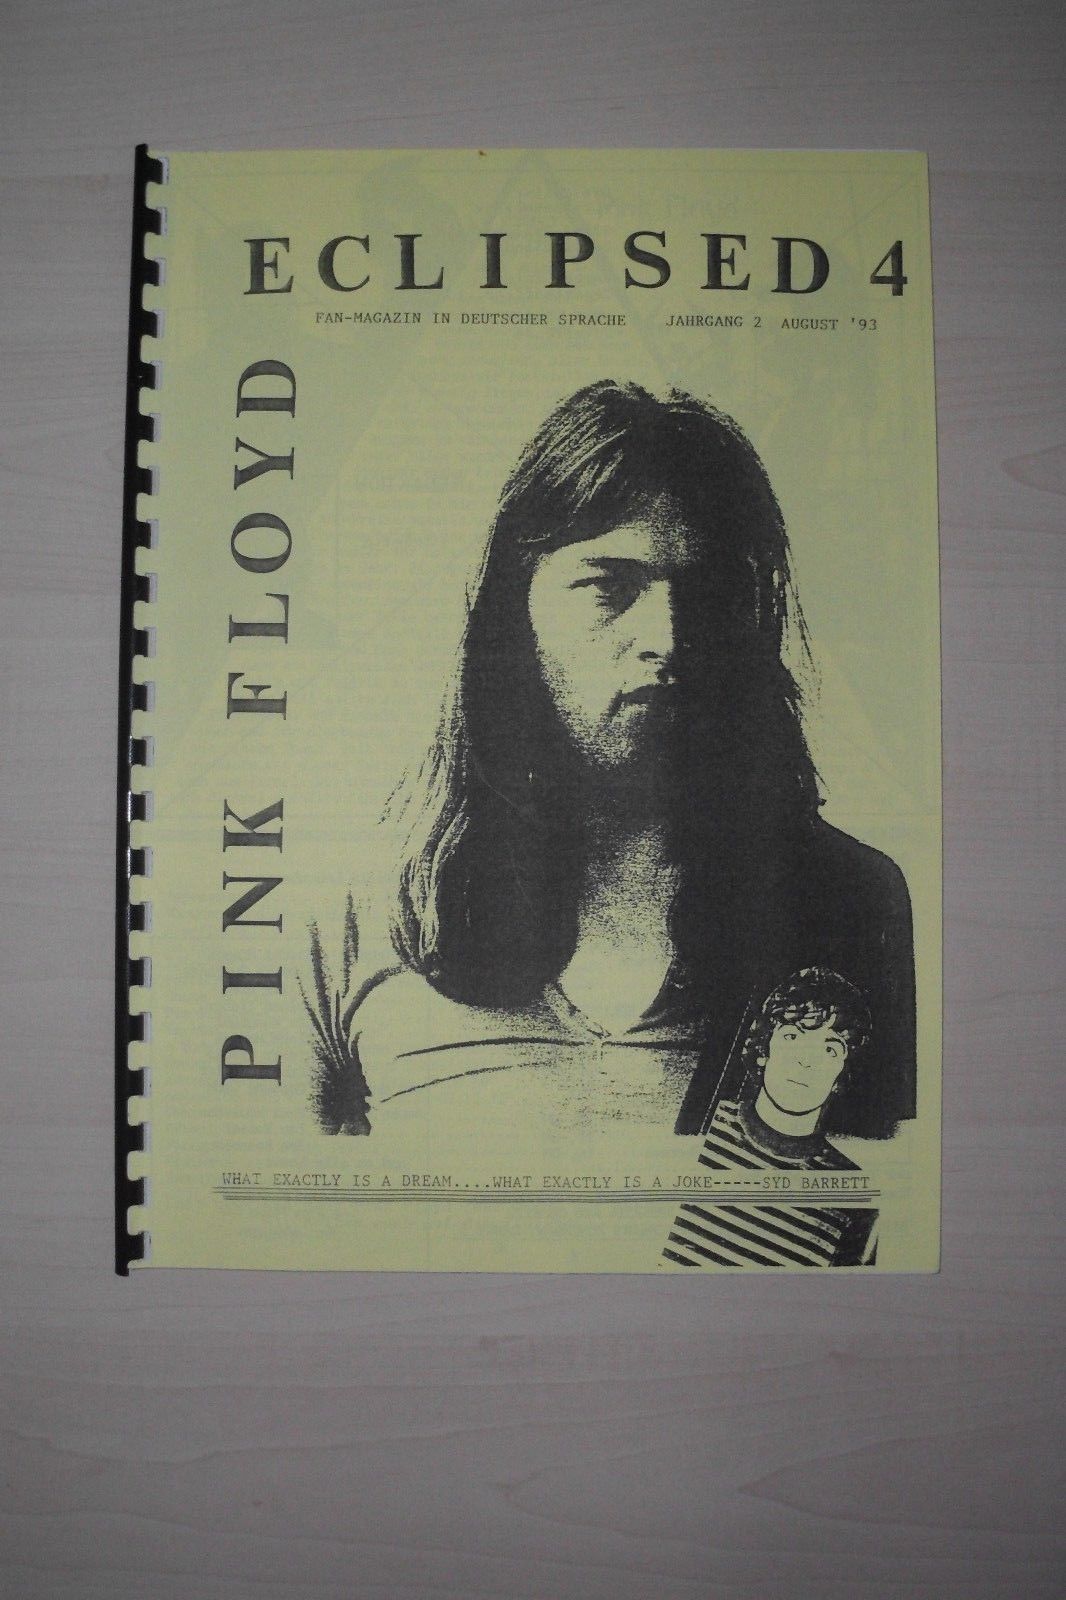 ECLIPSED 4
FAN-MAGAZIN IN DEUTSCHER SPRACHE JAHRGANG 2 AUGUST '93
PINK FLOYD
WHAT EXACTLY IS A DREAM....WHAT EXACTLY IS A JOKE-----SYD BARRETT